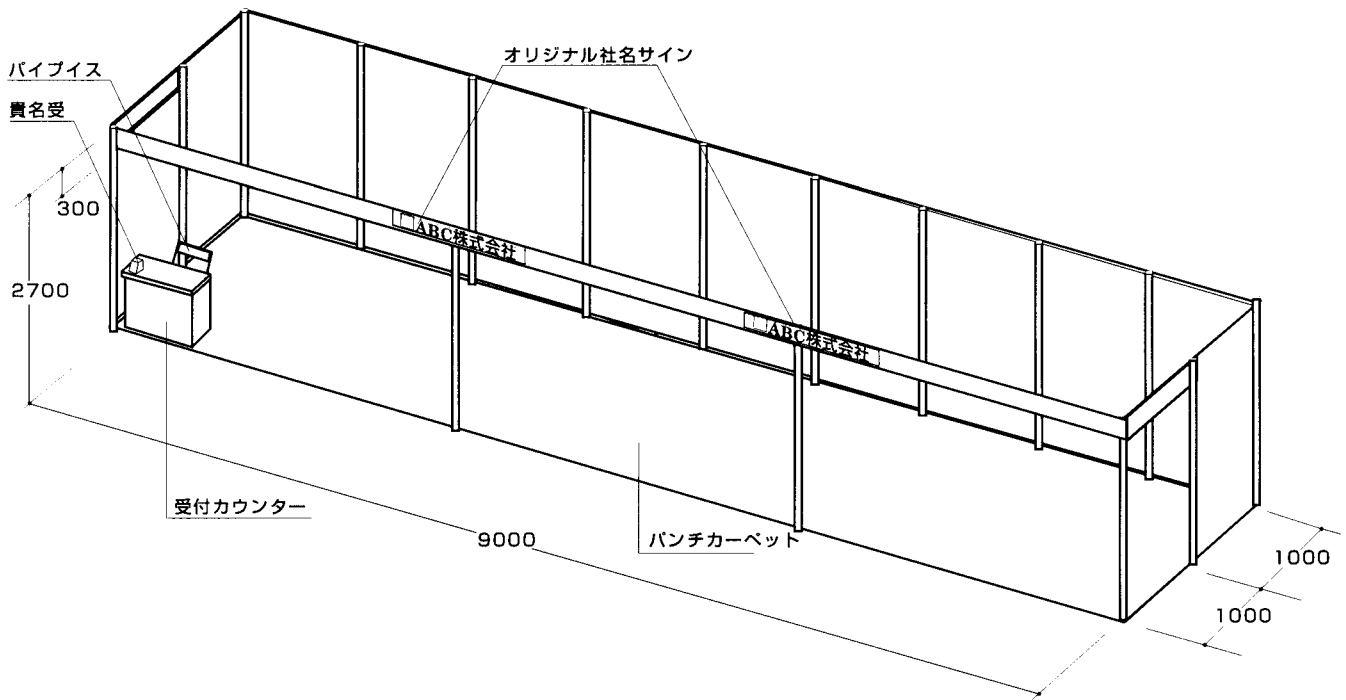 オリジナル社名サイン
パイプイス
貴名受
300
2700
ABC株式会社
ABC株式会社
受付カウンター
9000
パンチカーペット
1000
1000